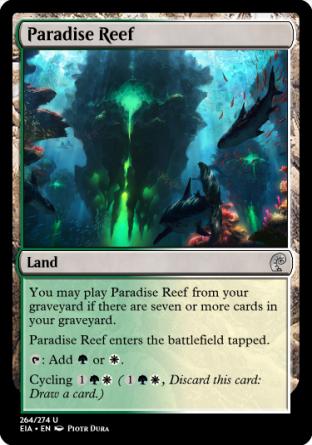 Paradise Reef
Land
You may play Paradise Reef from your
graveyard if there are seven or more cards in
your graveyard.
Paradise Reef enters the battlefield tapped.
: Add or .
Cycling 1 ( 1 , Discard this card:
Draw a card.)
264/274 U
EIA • EN Piotr Dura